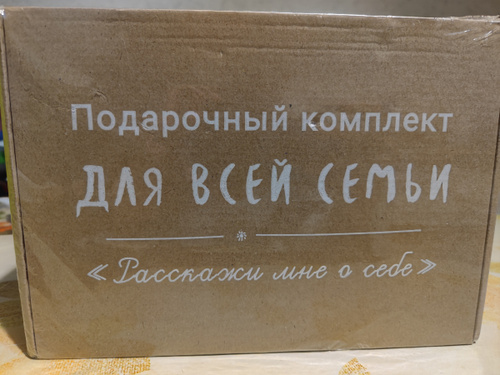 Подарочный комплект
ДЛЯ ВСЕЙ СЕМЬИ
«Расскажи мне о себе»